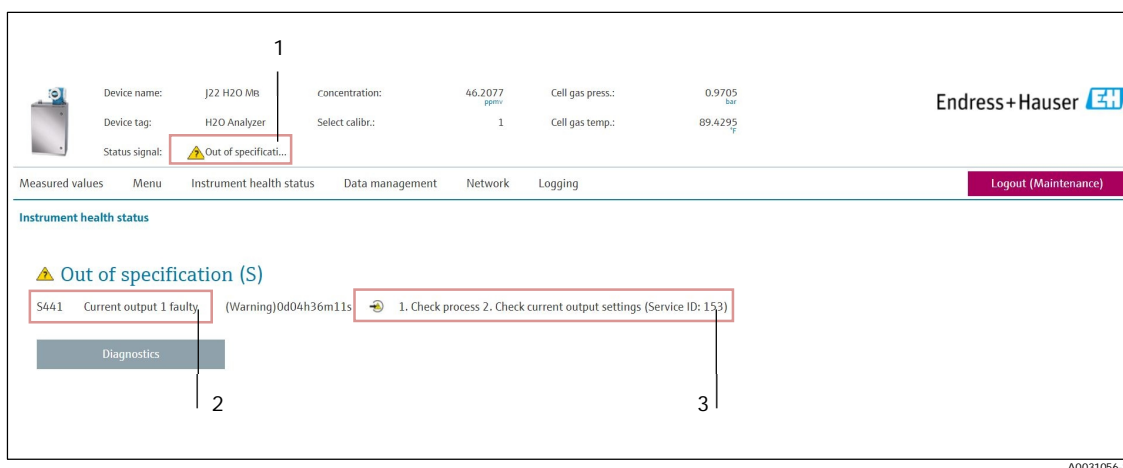 1
Device name: J22 H2O MB Concentration: 46.2077 ppmv Cell gas press.: 0.9705 bar
Endress+Hauser EH
Device tag: H2O Analyzer Select calibr.: 1 Cell gas temp.: 89.4295 °F
Status signal: Out of specificati...
Measured values Menu Instrument health status Data management Network Logging Logout (Maintenance)
Instrument health status
Out of specification (S)
S441 Current output 1 faulty (Warning)0d04h36m11s 1. Check process 2. Check current output settings (Service ID: 153)
Diagnostics
2 3
A0031056